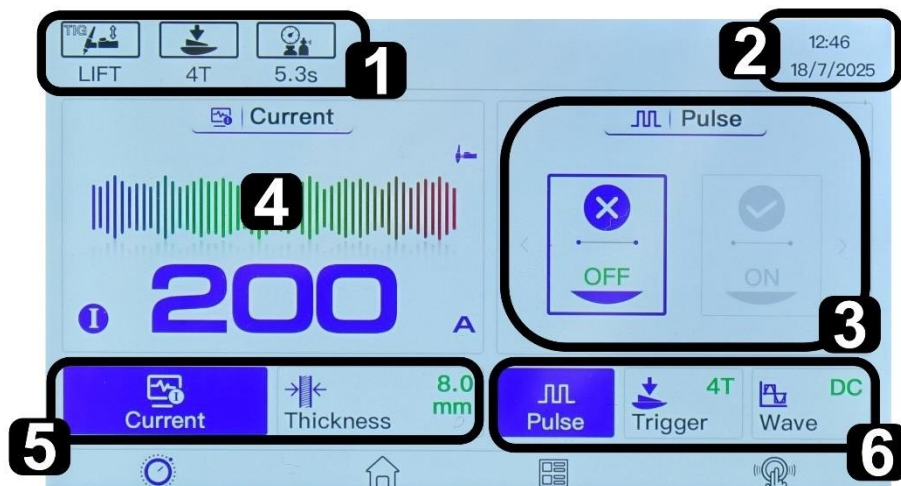 TIG
LIFT 4T 5.3s
1
2
12:46
18/7/2025
Current
Pulse
4
OFF
ON
200 A
I
3
Current
Thickness
8.0
mm
Pulse
4T
Trigger
DC
Wave
5
6